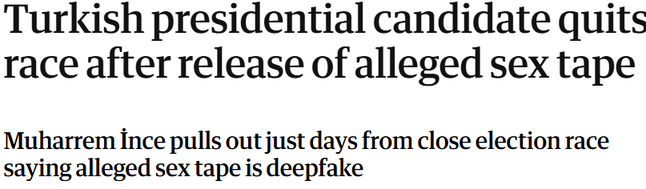 Turkish presidential candidate quits
race after release of alleged sex tape
Muharrem İnce pulls out just days from close election race
saying alleged sex tape is deepfake